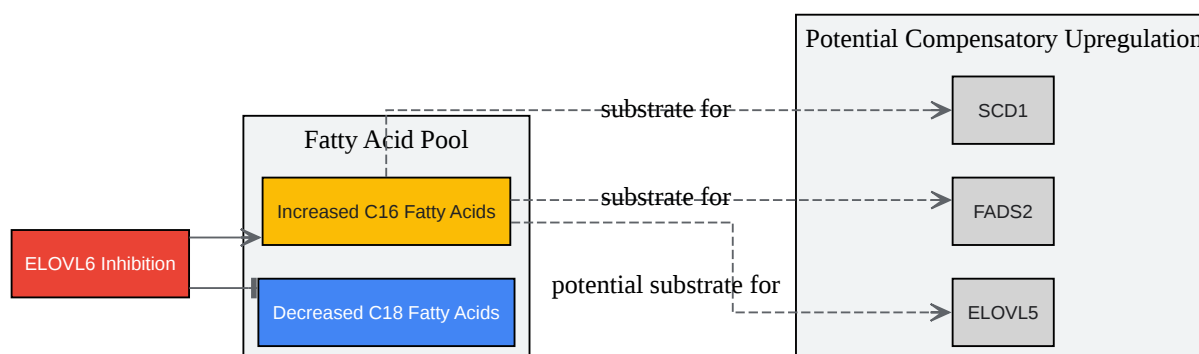 Potential Compensatory Upregulation
substrate for
SCD1
Fatty Acid Pool
Increased C16 Fatty Acids
substrate for
FADS2
ELOVL6 Inhibition
potential substrate for
Decreased C18 Fatty Acids
ELOVL5